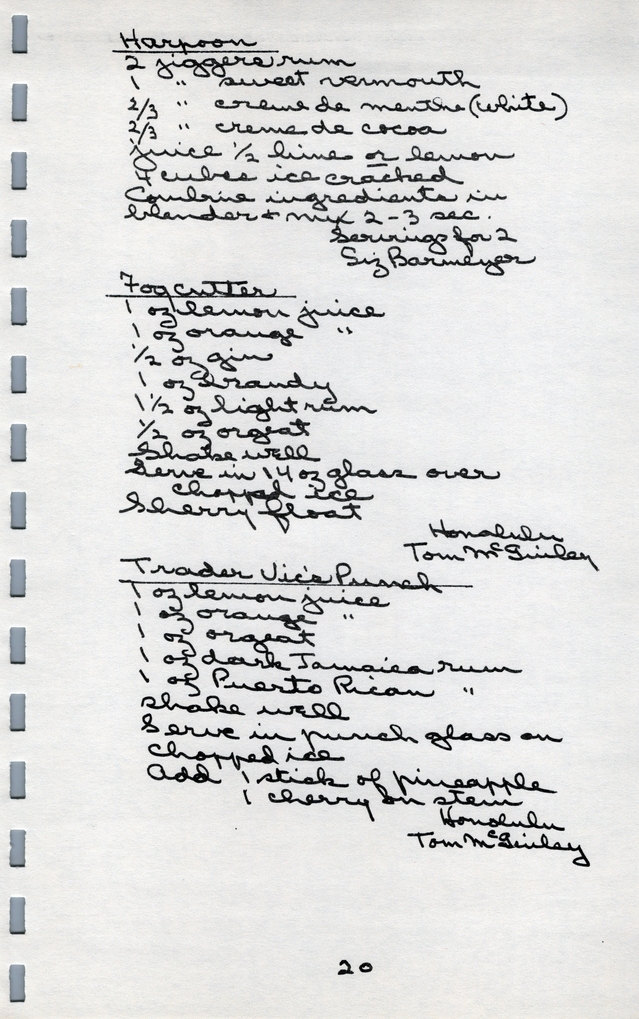 Harpoon
2 jiggers rum
1 " sweet vermouth
2/3 " creme de menthe (white)
2/3 " creme de cocoa
juice 1/2 lime or lemon
4 cubes ice cracked
Combine ingredients in
blender + mix 2-3 sec.
Servings for 2
Siz Barmeyer
Fogcutter
1 oz lemon juice
1 oz orange "
1/2 oz gin
1 oz brandy
1 1/2 oz light rum
1/2 oz orgeat
Shake well
Serve in 14 oz glass over
chopped ice
Sherry float
Honolulu
Tom McGinley
Trader Vic's Punch
1 oz lemon juice
1 oz orange "
1 oz orgeat
1 oz dark Jamaica rum
1 oz Puerto Rican "
shake well
Serve in punch glass on
chopped ice
add 1 stick of pineapple
1 cherry on stem
Honolulu
Tom McGinley
20